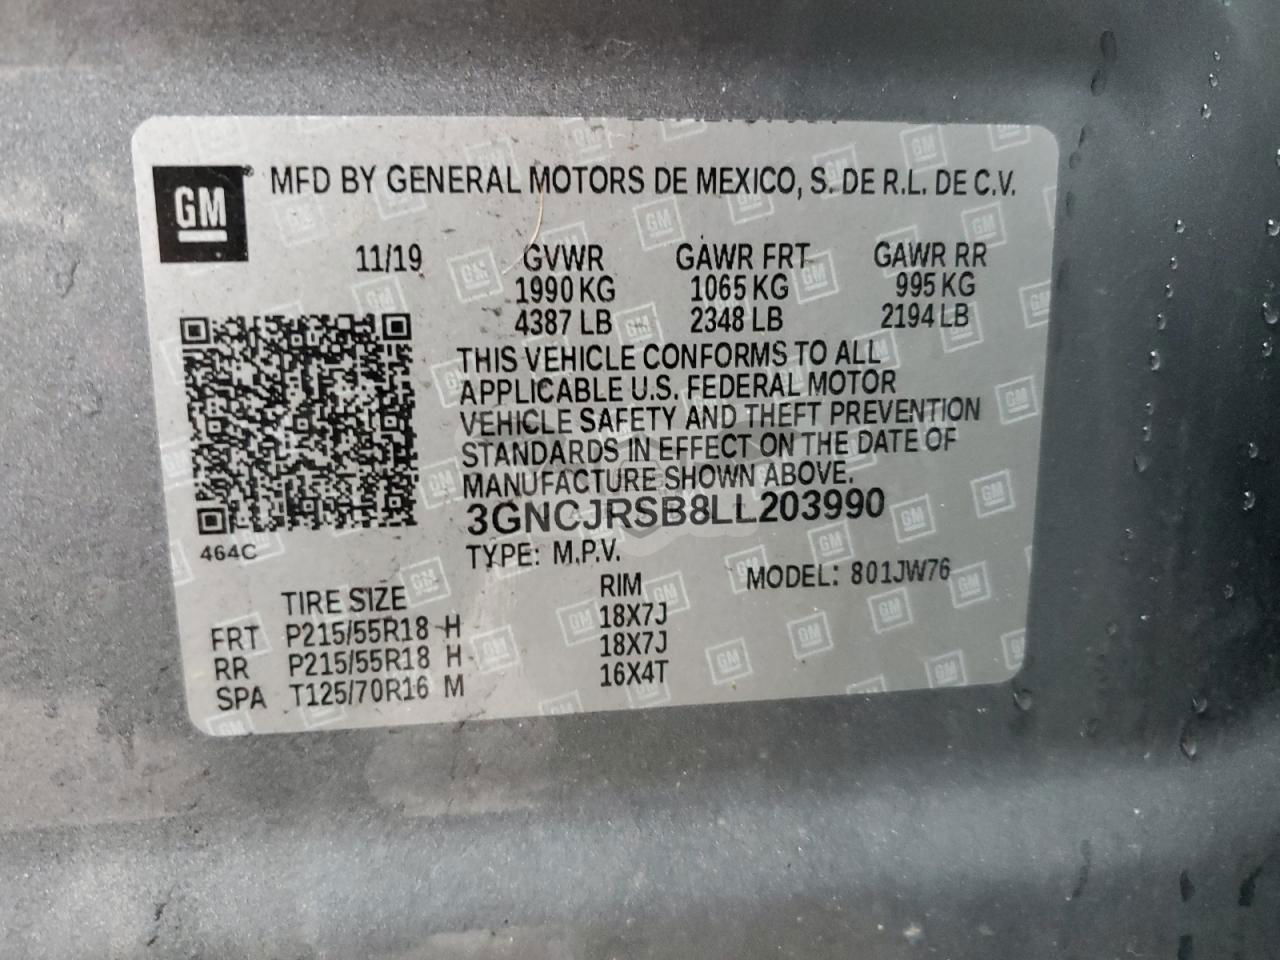 GM MFD BY GENERAL MOTORS DE MEXICO, S. DE R.L. DE C.V.
11/19 GVWR GAWR FRT GAWR RR
1990 KG 1065 KG 995 KG
4387 LB 2348 LB 2194 LB
THIS VEHICLE CONFORMS TO ALL
APPLICABLE U.S. FEDERAL MOTOR
VEHICLE SAFETY AND THEFT PREVENTION
STANDARDS IN EFFECT ON THE DATE OF
MANUFACTURE SHOWN ABOVE.
3GNCJRSB8LL203990
464C
TYPE: M.P.V.
MODEL: 801JW76
TIRE SIZE RIM
FRT P215/55R18 H 18X7J
RR P215/55R18 H 18X7J
SPA T125/70R16 M 16X4T